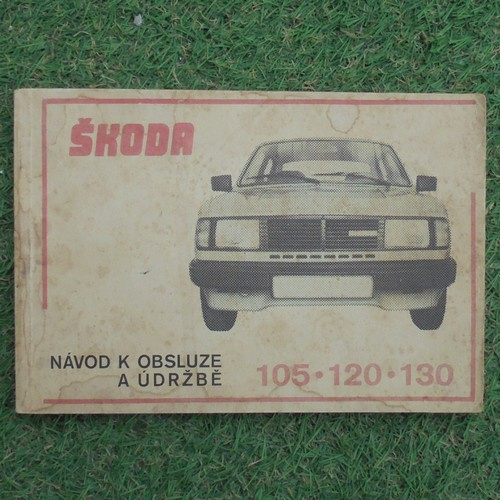 ŠKODA
NÁVOD K OBSLUZE
A ÚDRŽBĚ
105 • 120 • 130